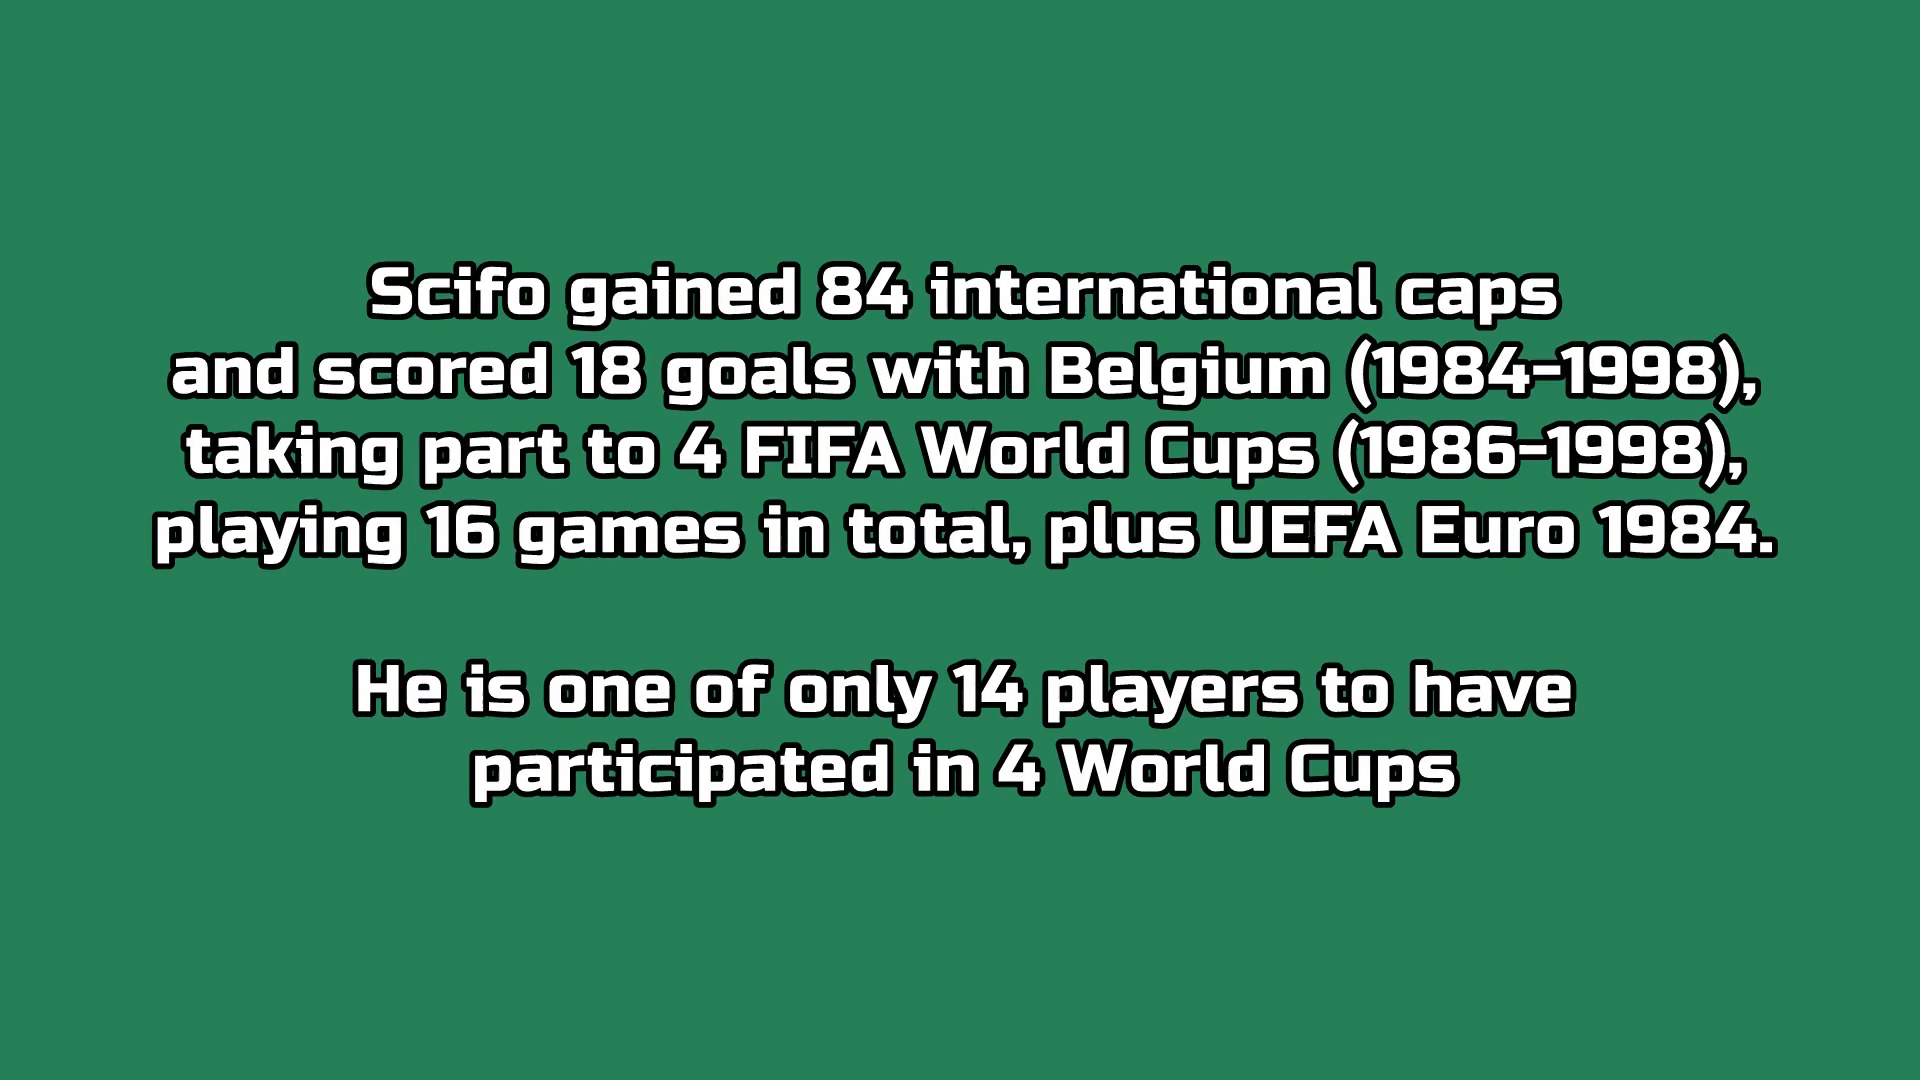 Scifo gained 84 international caps
and scored 18 goals with Belgium (1984-1998),
taking part to 4 FIFA World Cups (1986-1998),
playing 16 games in total, plus UEFA Euro 1984.
He is one of only 14 players to have
participated in 4 World Cups